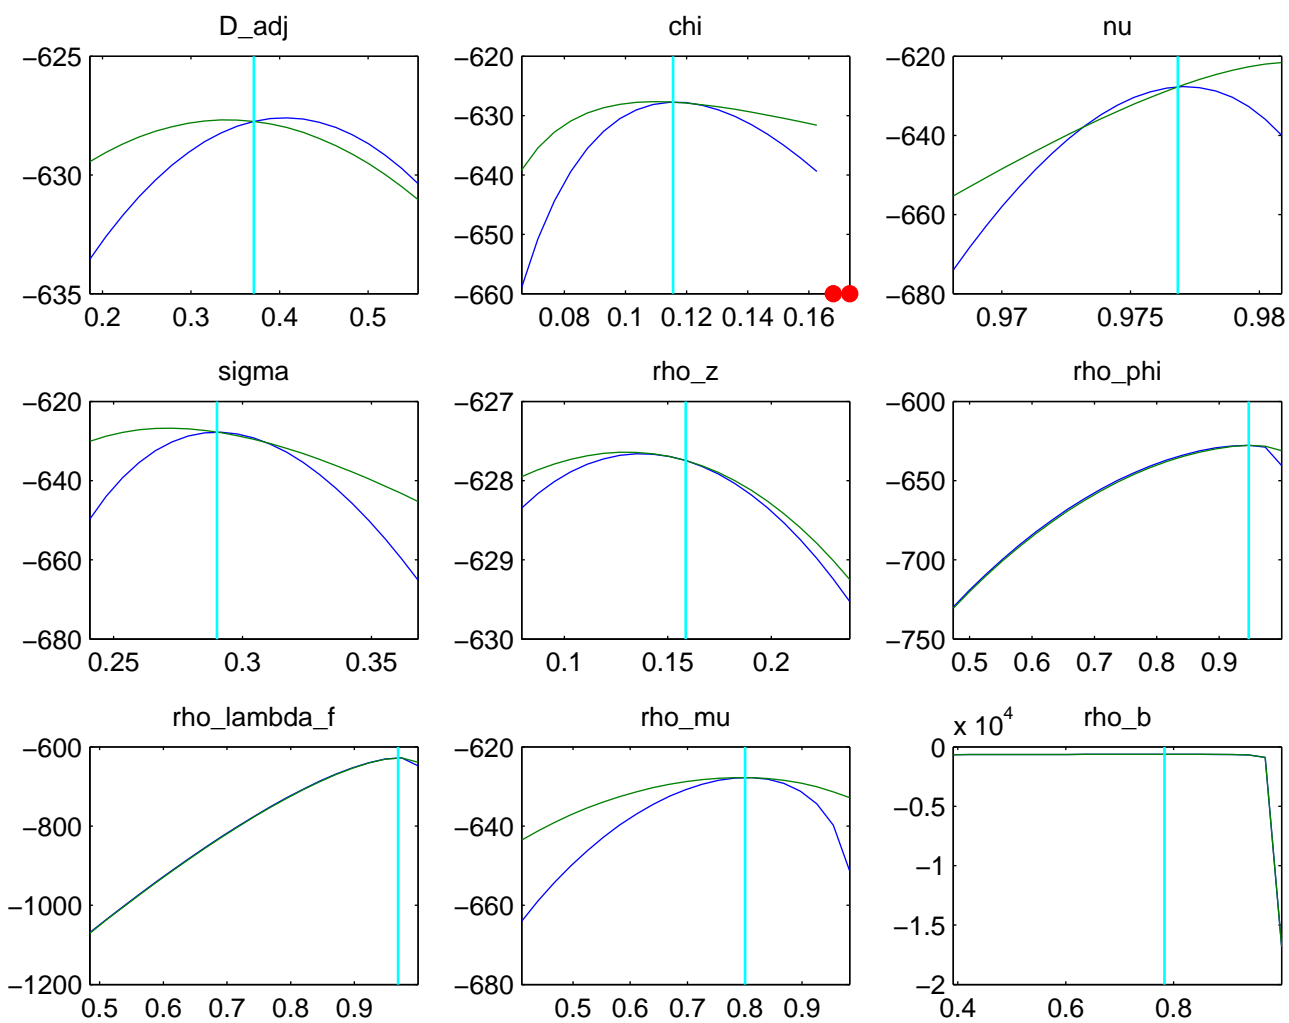 D_adj
chi
nu
−625
−630
−635
0.2 0.3 0.4 0.5
−620
−630
−640
−650
−660
0.08 0.1 0.12 0.14 0.16
−620
−640
−660
−680
0.97 0.975 0.98
sigma
rho_z
rho_phi
−620
−640
−660
−680
0.25 0.3 0.35
−627
−628
−629
−630
0.1 0.15 0.2
−600
−650
−700
−750
0.5 0.6 0.7 0.8 0.9
rho_lambda_f
rho_mu
rho_b
−600
−800
−1000
−1200
0.5 0.6 0.7 0.8 0.9
−620
−640
−660
−680
0.5 0.6 0.7 0.8 0.9
x 10^4
0
−0.5
−1
−1.5
−2
0.4 0.6 0.8